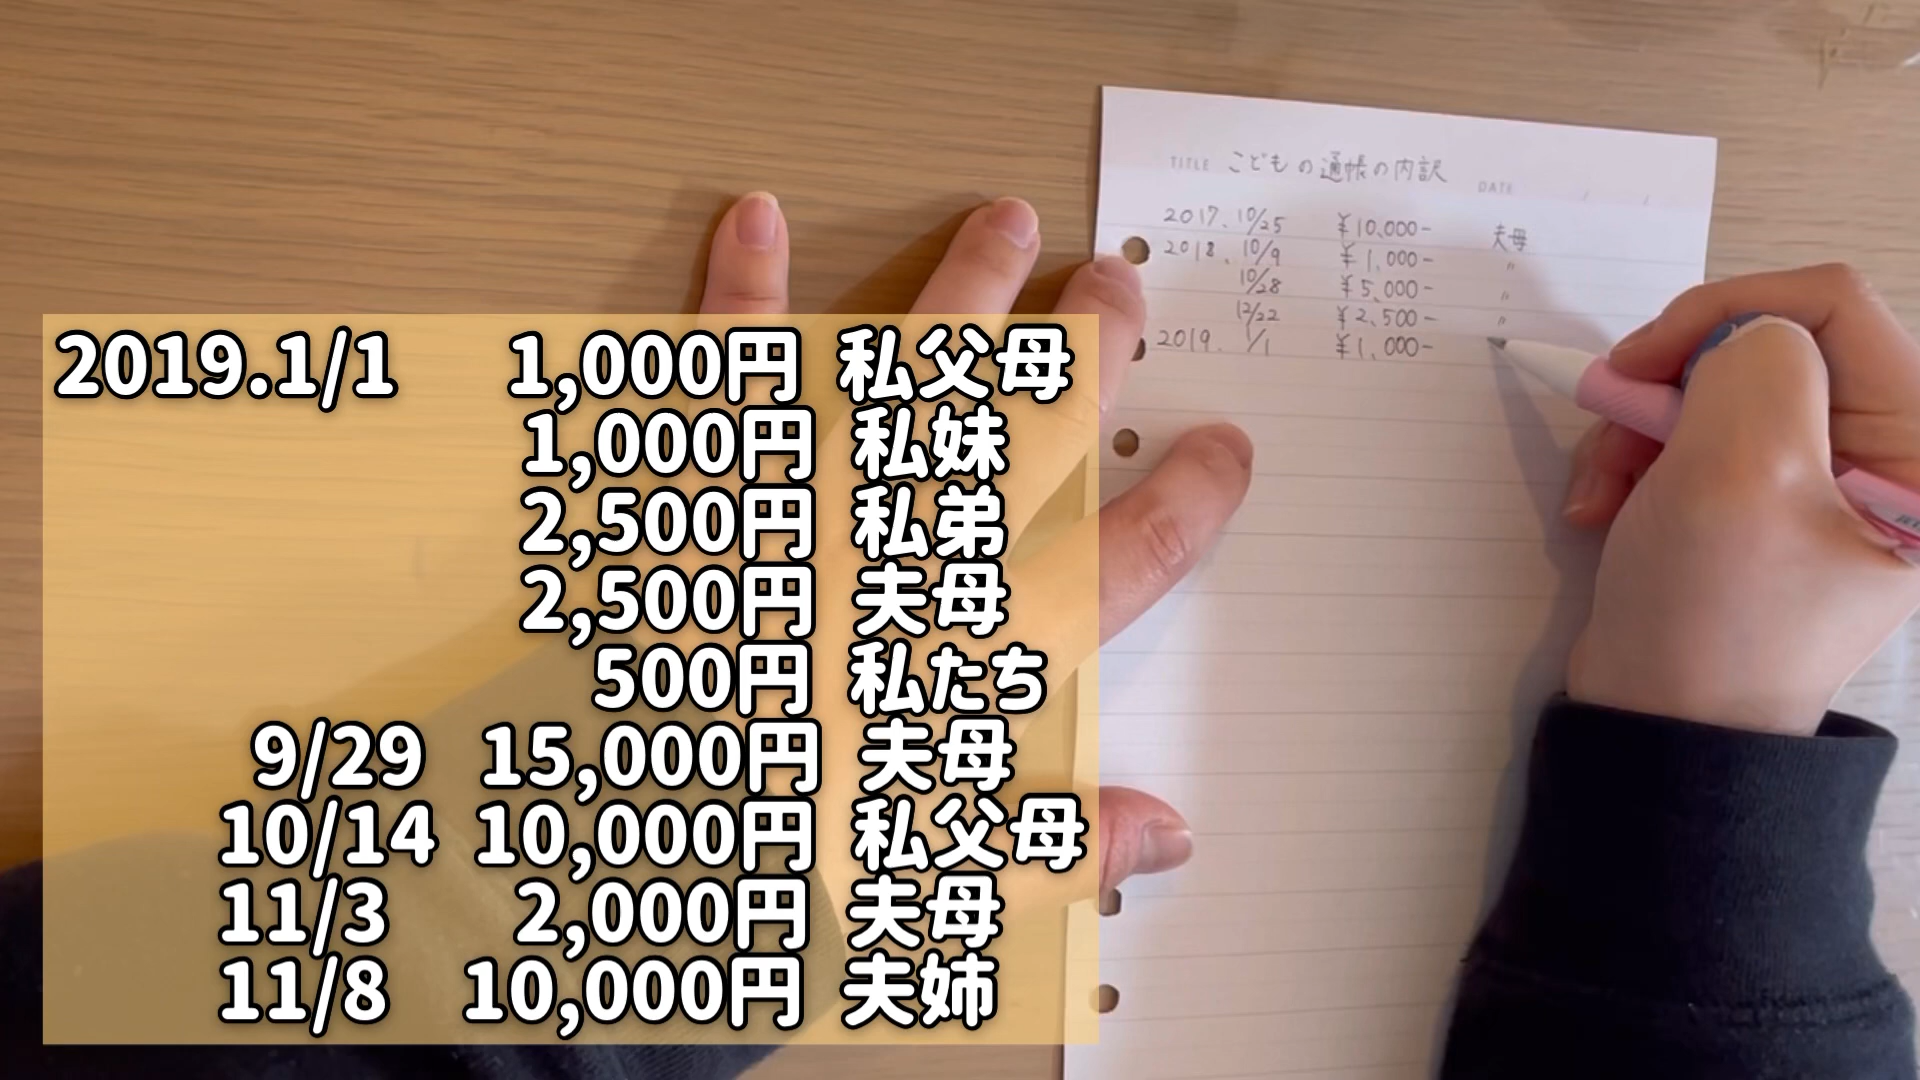 TITLE こどもの通帳の内訳
DATE / /
2017. 10/25 ¥10,000- 夫母
2018. 10/9 ¥1,000- 〃
10/28 ¥5,000- 〃
12/22 ¥2,500- 〃
2019. 1/1 ¥1,000-
2019.1/1 1,000円 私父母
1,000円 私妹
2,500円 私弟
2,500円 夫母
500円 私たち
9/29 15,000円 夫母
10/14 10,000円 私父母
11/3 2,000円 夫母
11/8 10,000円 夫姉